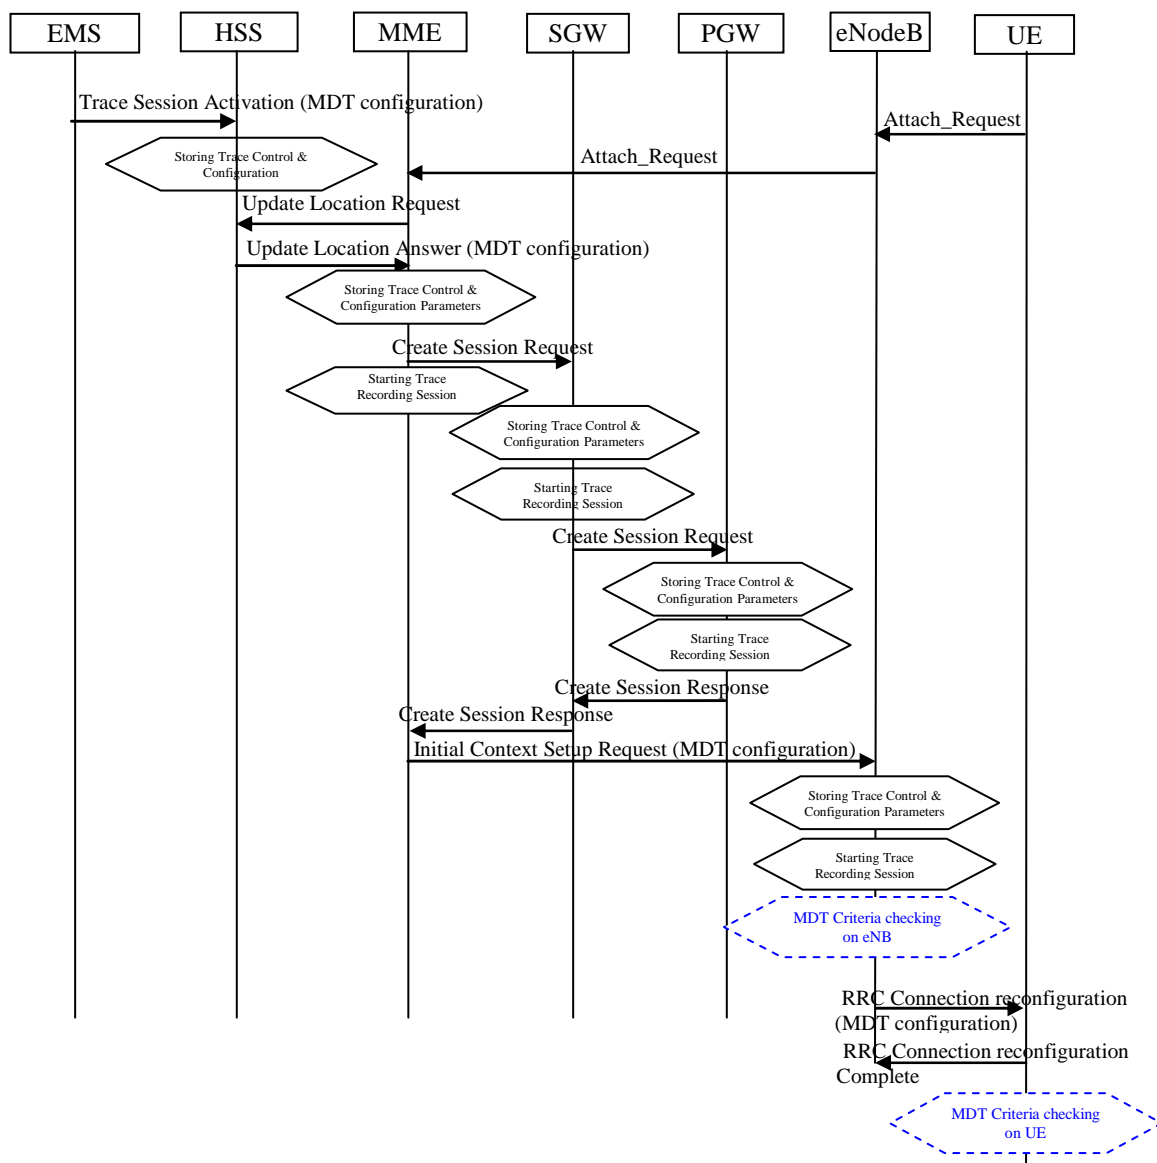 EMS HSS MME SGW PGW eNodeB UE
Trace Session Activation (MDT configuration)
Attach_Request
Storing Trace Control &
Configuration
Attach_Request
Update Location Request
Update Location Answer (MDT configuration)
Storing Trace Control &
Configuration Parameters
Create Session Request
Starting Trace
Recording Session
Storing Trace Control &
Configuration Parameters
Starting Trace
Recording Session
Create Session Request
Storing Trace Control &
Configuration Parameters
Starting Trace
Recording Session
Create Session Response
Create Session Response
Initial Context Setup Request (MDT configuration)
Storing Trace Control &
Configuration Parameters
Starting Trace
Recording Session
MDT Criteria checking
on eNB
RRC Connection reconfiguration
(MDT configuration)
RRC Connection reconfiguration
Complete
MDT Criteria checking
on UE